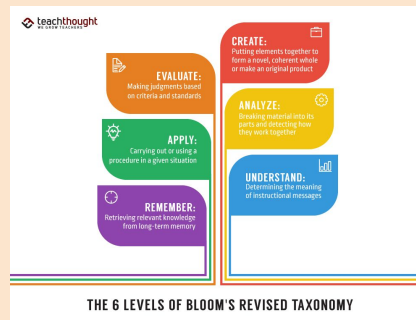 teachthought
WE GROW TEACHERS
CREATE:
Putting elements together to
form a novel, coherent whole
or make an original product
EVALUATE:
Making judgments based
on criteria and standards
ANALYZE:
Breaking material into its
parts and detecting how
they work together
APPLY:
Carrying out or using a
procedure in a given situation
UNDERSTAND:
Determining the meaning
of instructional messages
REMEMBER:
Retrieving relevant knowledge
from long-term memory
THE 6 LEVELS OF BLOOM'S REVISED TAXONOMY